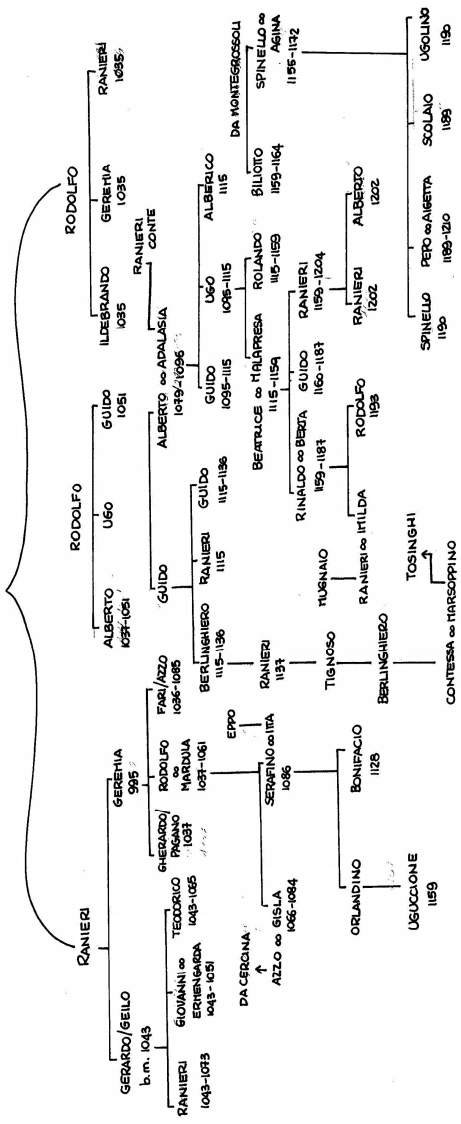 RANIERI
RODOLFO
RODOLFO
GERARDO/GEILO
b.m. 1043
GEREMIA
995
ALBERTO
1037-1051
UGO
GUIDO
1051
ILDEBRANDO
1035
GEREMIA
1035
RANIERI
1035
RANIERI
CONTE
RANIERI
1043-1073
GIOVANNI ∞
ERMENGARDA
1043-1051
TEODORICO
1043-1065
GHERARDO/
PAGANO
1037
RODOLFO
∞
MARDULA
1037-1061
FARI/AZZO
1036-1085
GUIDO
ALBERTO ∞ ADALASIA
1079-1096
BERLINGHIERO
1115-1136
RANIERI
1115
GUIDO
1115-1136
GUIDO
1095-1115
UGO
1095-1115
ALBERICO
1115
DA MONTEGROSSOLI
EPPO
DA CERCINA
AZZO ∞ GISLA
1066-1084
SERAFINO ∞ ITA
1086
RANIERI
1137
BEATRICE ∞ MALAPRESA
1115-1159
ROLANDO
1115-1159
BILIOTTO
1159-1164
SPINELLO ∞
AGINA
1155-1172
TIGNOSO
MUGNAIO
RINALDO ∞ BERTA
1159-1187
GUIDO
1160-1187
RANIERI
1159-1204
ORLANDINO
BONIFACIO
1128
BERLINGHIERO
RANIERI ∞ IMILDA
RODOLFO
1193
RANIERI
1202
ALBERTO
1202
UGUCCIONE
1159
TOSINGHI
CONTESSA ∞ MARSOPPINO
SPINELLO
1190
PEPO ∞ AIGETTA
1189-1210
SCOLAIO
1189
UGOLINO
1190